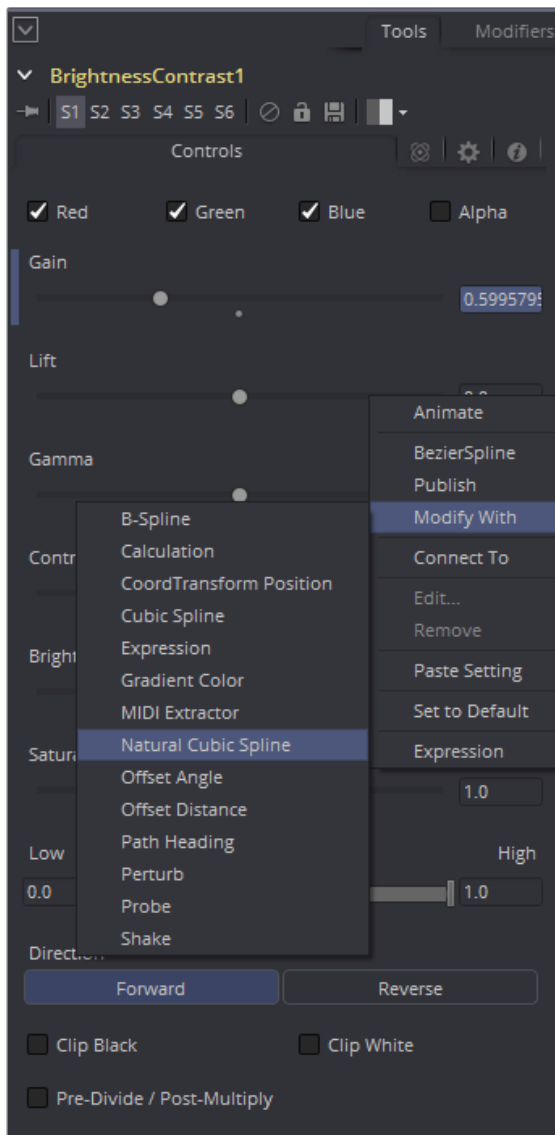 Tools Modifiers
BrightnessContrast1
S1 S2 S3 S4 S5 S6
Controls
Red Green Blue Alpha
Gain
0.5995795
Lift
Gamma
Animate
BezierSpline
Publish
Modify With
Connect To
Edit...
Remove
Paste Setting
Set to Default
Expression
B-Spline
Calculation
CoordTransform Position
Cubic Spline
Expression
Gradient Color
MIDI Extractor
Natural Cubic Spline
Offset Angle
Offset Distance
Path Heading
Perturb
Probe
Shake
Contr
Bright
Satura
1.0
Low High
0.0 1.0
Direction
Forward Reverse
Clip Black Clip White
Pre-Divide / Post-Multiply